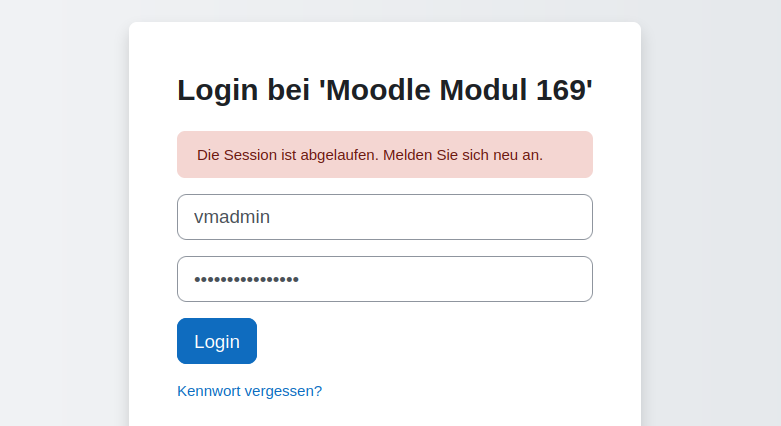 Login bei 'Moodle Modul 169'
Die Session ist abgelaufen. Melden Sie sich neu an.
vmadmin
••••••••••••••••
Login
Kennwort vergessen?